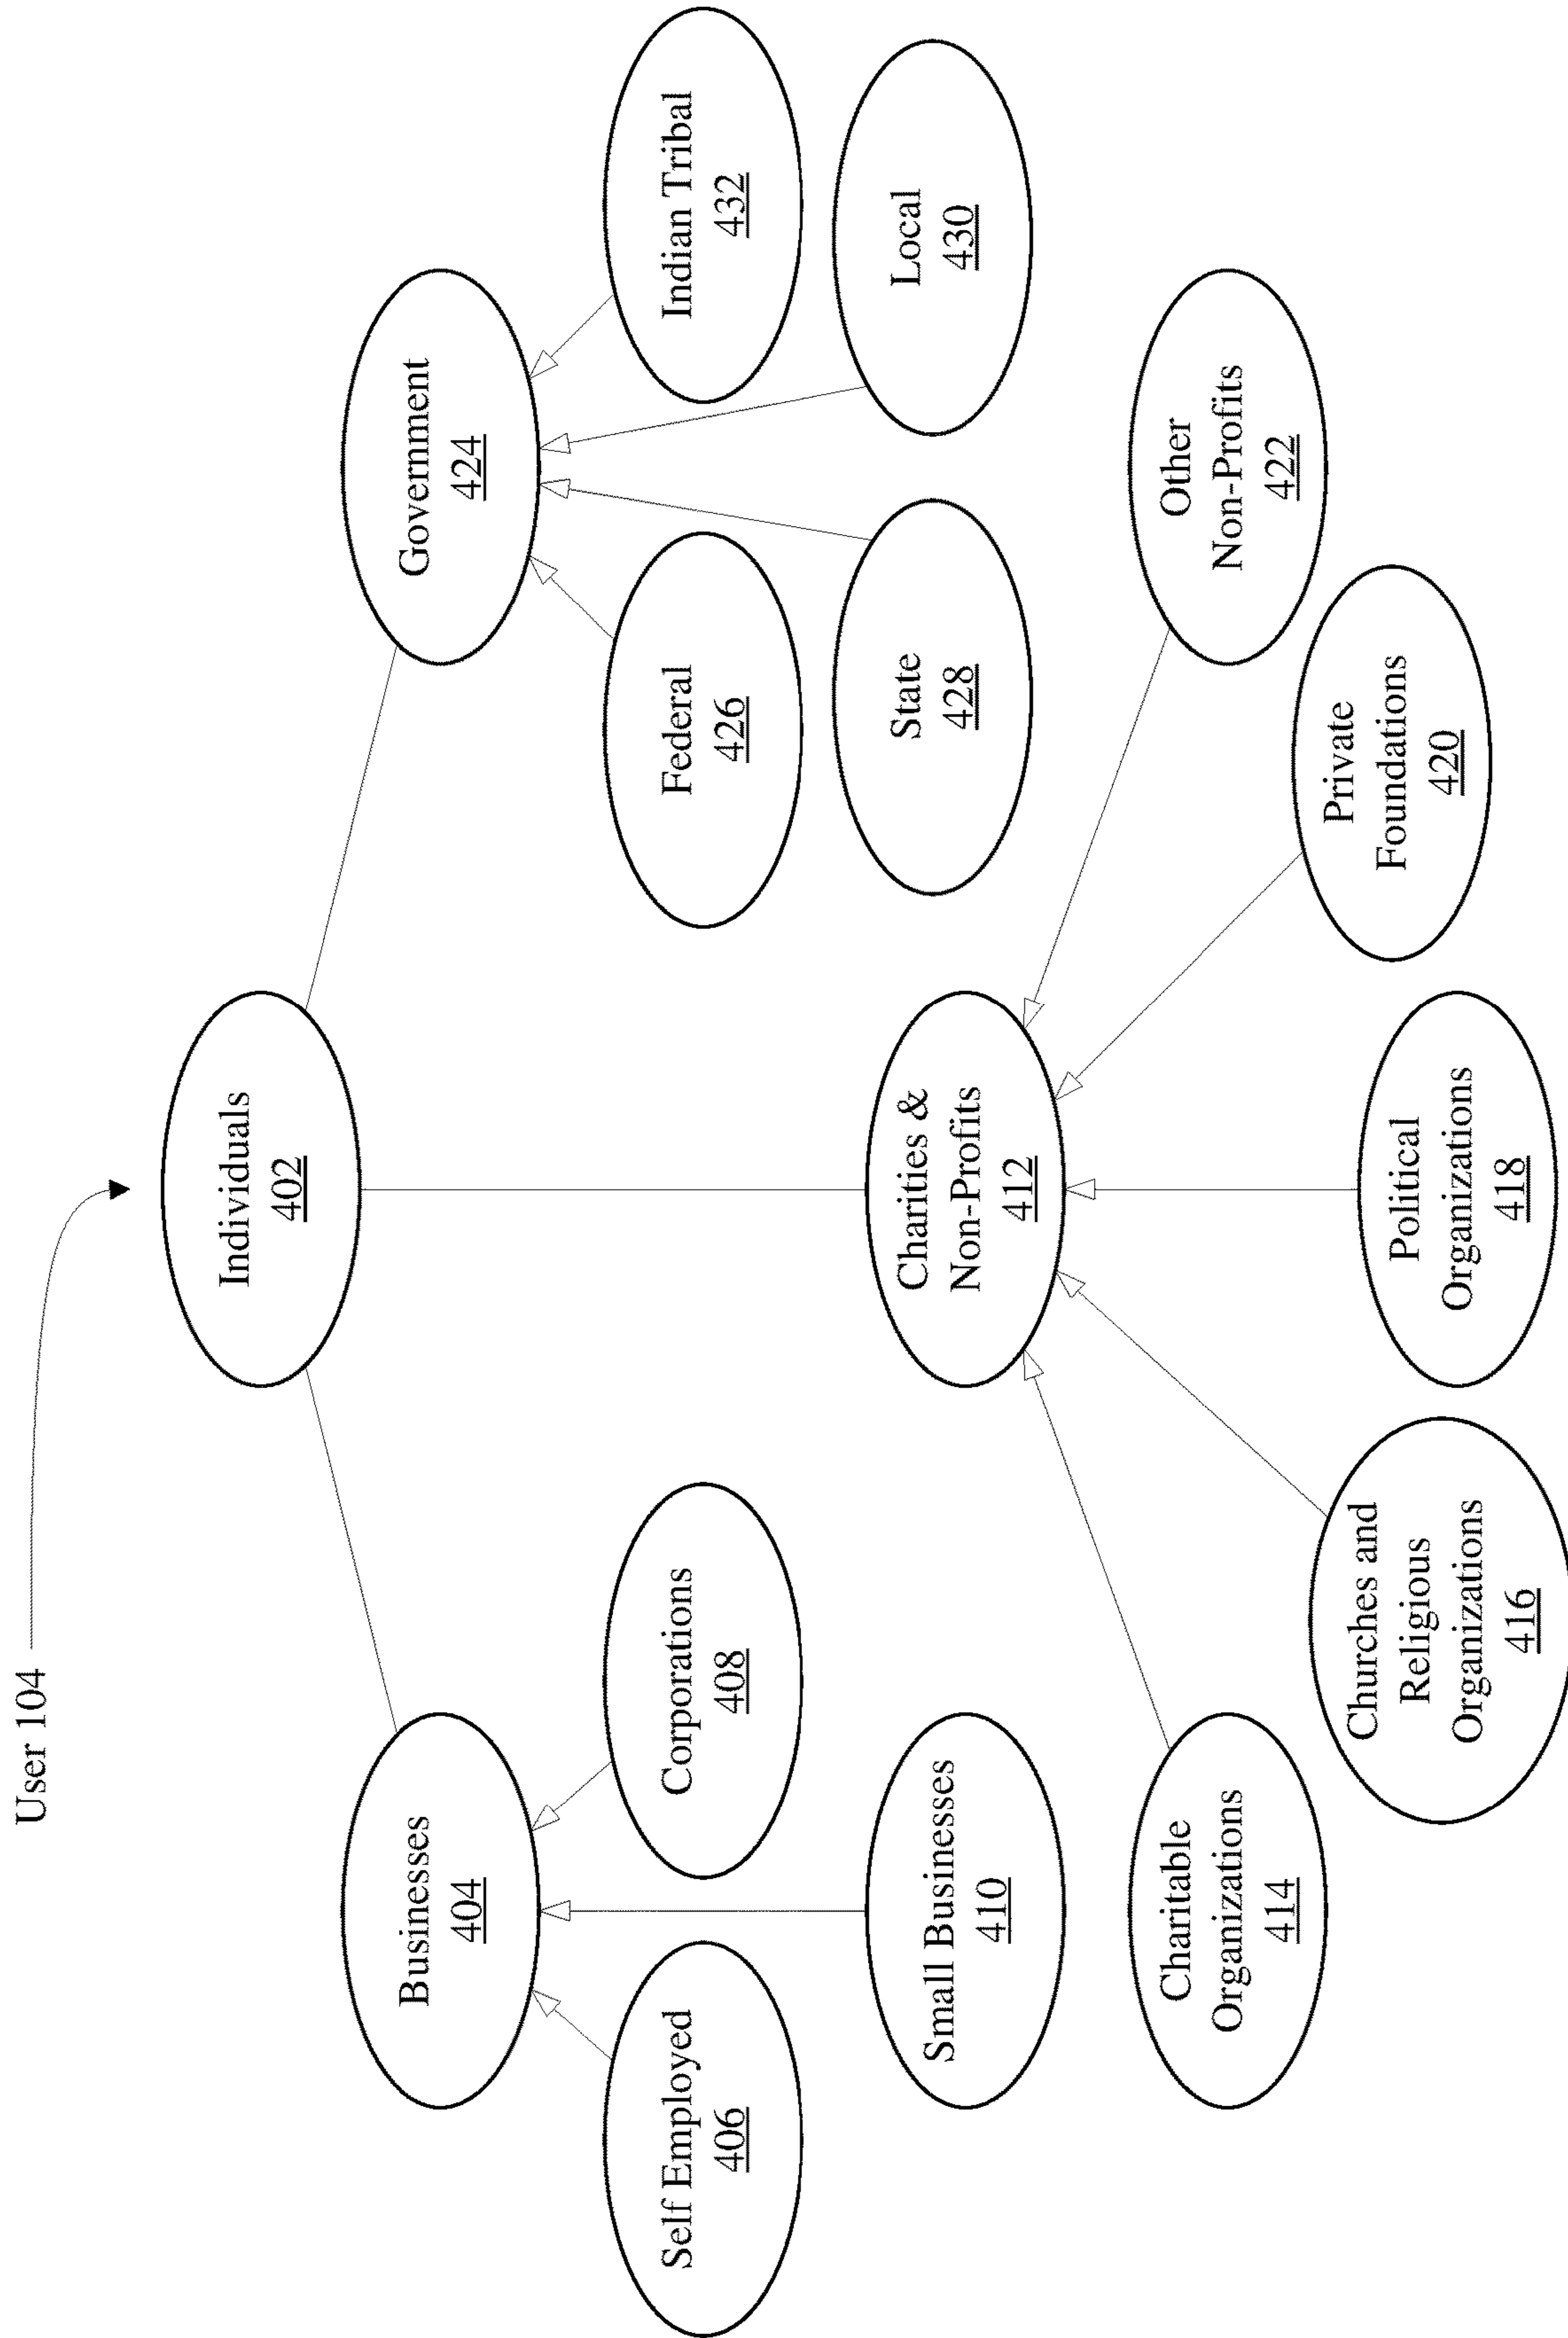 User 104
Individuals
402
Businesses
404
Government
424
Self Employed
406
Corporations
408
Federal
426
Indian Tribal
432
Small Businesses
410
Charities &
Non-Profits
412
State
428
Local
430
Charitable
Organizations
414
Other
Non-Profits
422
Churches and
Religious
Organizations
416
Political
Organizations
418
Private
Foundations
420